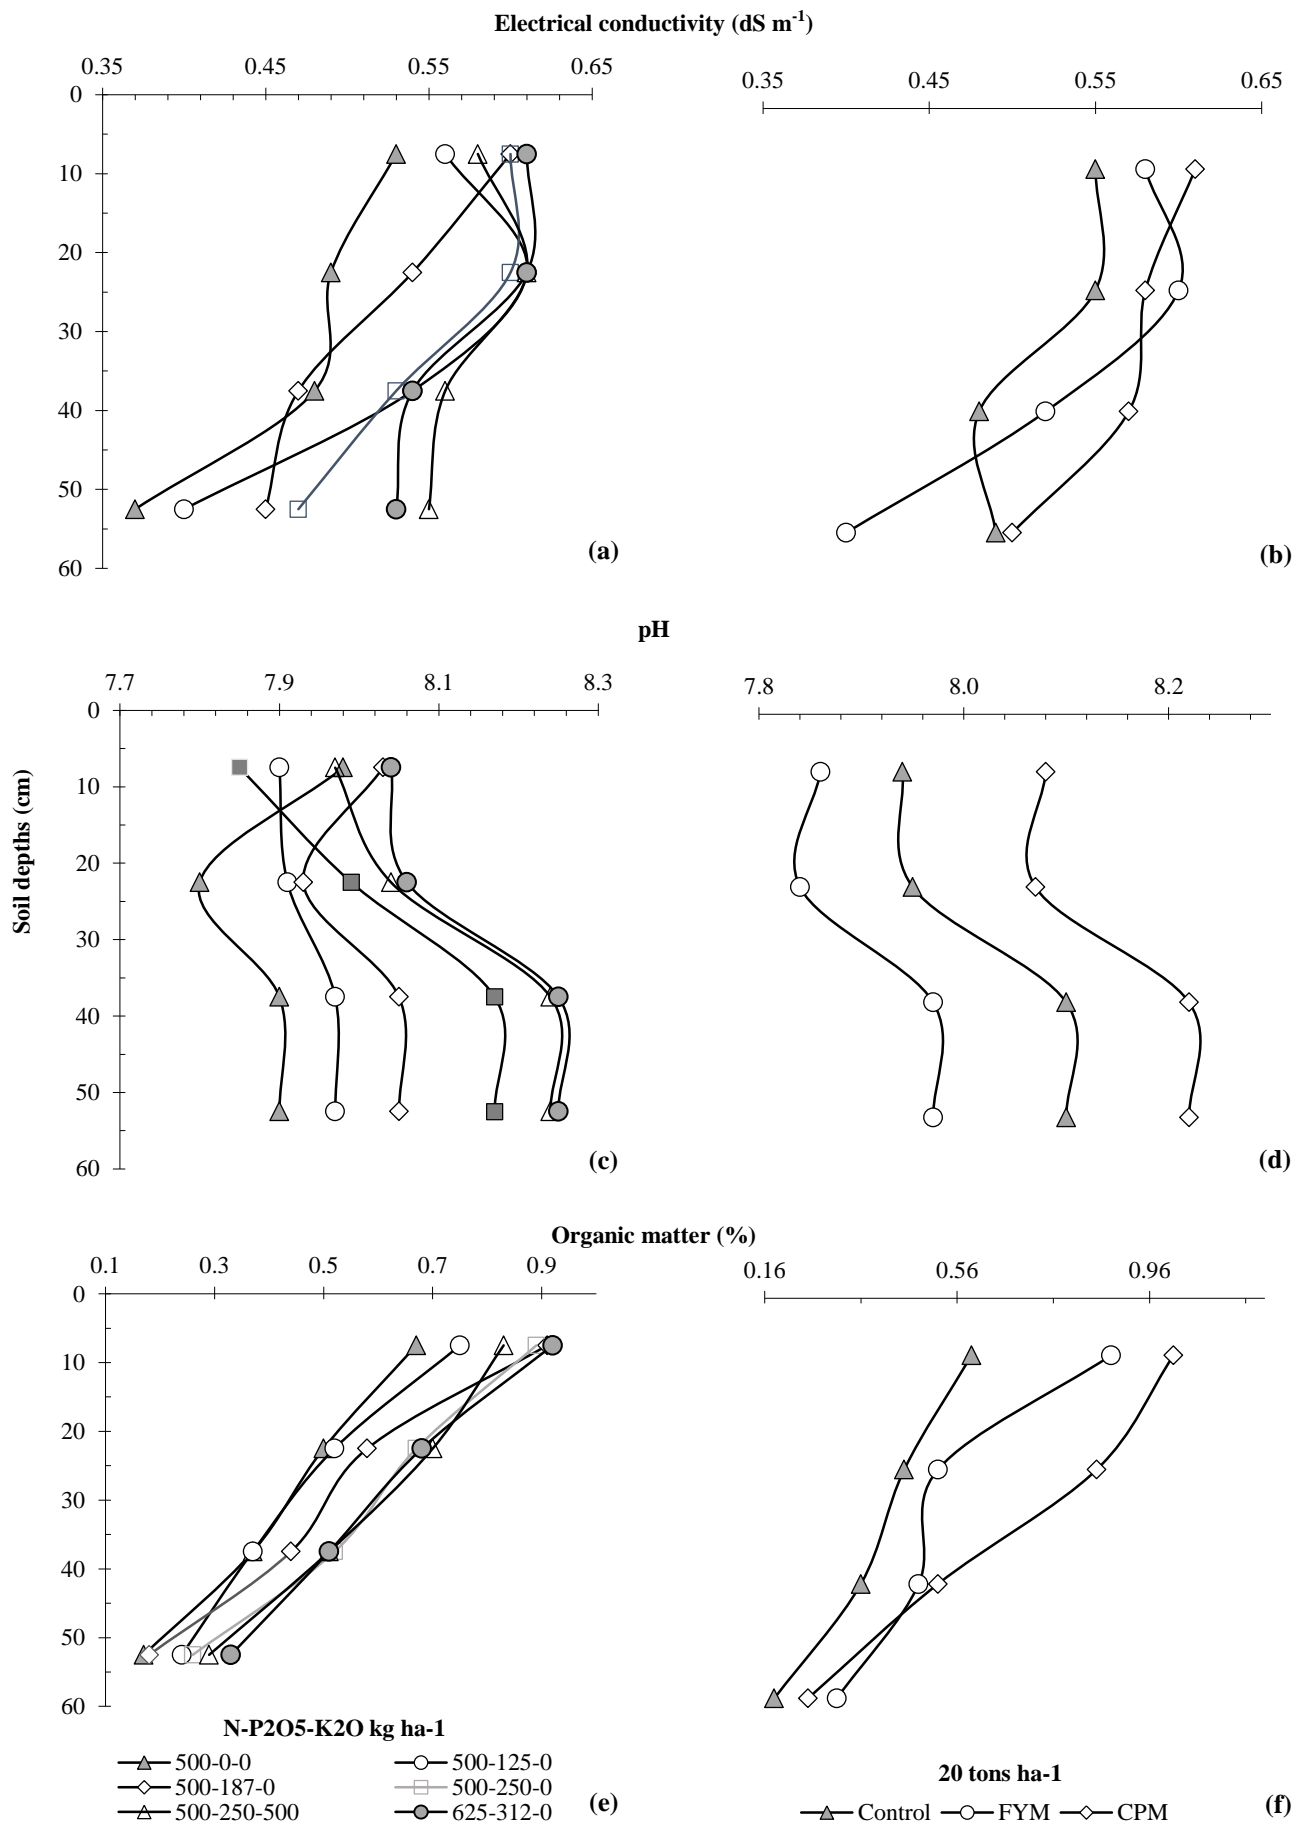 Electrical conductivity (dS m-1)
0.35 0.45 0.55 0.65
0
10
20
30
40
50
60
(a)
0.35 0.45 0.55 0.65
(b)
pH
7.7 7.9 8.1 8.3
0
10
20
30
40
50
60
Soil depths (cm)
(c)
7.8 8.0 8.2
(d)
Organic matter (%)
0.1 0.3 0.5 0.7 0.9
0
10
20
30
40
50
60
N-P2O5-K2O kg ha-1
500-0-0 500-125-0
500-187-0 500-250-0
500-250-500 625-312-0
(e)
0.16 0.56 0.96
20 tons ha-1
Control FYM CPM
(f)